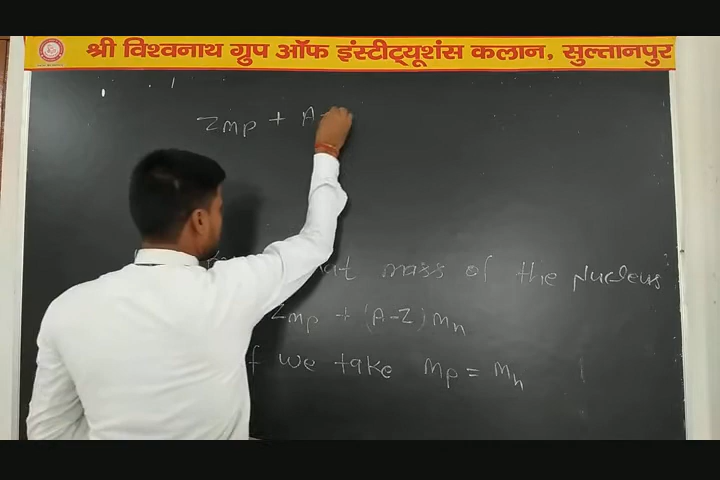 श्री विश्वनाथ ग्रुप ऑफ इंस्टीट्यूशंस कलान, सुल्तानपुर
Zmp + A-
mass of the Nucleus
Zmp + (A-Z)mn
we take Mp = Mn